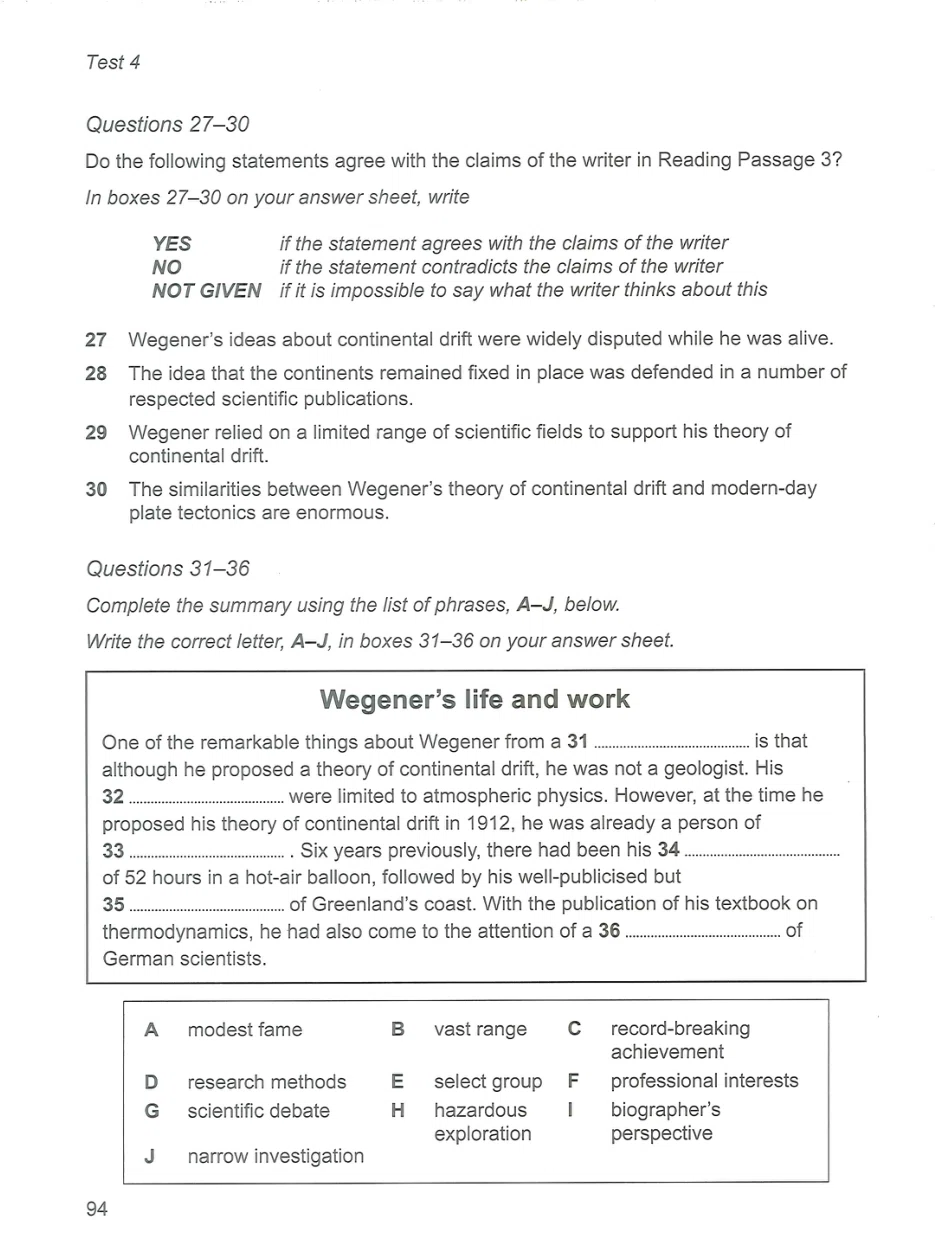 Test 4
Questions 27–30
Do the following statements agree with the claims of the writer in Reading Passage 3?
In boxes 27–30 on your answer sheet, write
YES if the statement agrees with the claims of the writer
NO if the statement contradicts the claims of the writer
NOT GIVEN if it is impossible to say what the writer thinks about this
27 Wegener's ideas about continental drift were widely disputed while he was alive.
28 The idea that the continents remained fixed in place was defended in a number of
respected scientific publications.
29 Wegener relied on a limited range of scientific fields to support his theory of
continental drift.
30 The similarities between Wegener's theory of continental drift and modern-day
plate tectonics are enormous.
Questions 31–36
Complete the summary using the list of phrases, A–J, below.
Write the correct letter, A–J, in boxes 31–36 on your answer sheet.
Wegener's life and work
One of the remarkable things about Wegener from a 31 ........................................... is that
although he proposed a theory of continental drift, he was not a geologist. His
32 ........................................... were limited to atmospheric physics. However, at the time he
proposed his theory of continental drift in 1912, he was already a person of
33 ........................................... . Six years previously, there had been his 34 ...........................................
of 52 hours in a hot-air balloon, followed by his well-publicised but
35 ........................................... of Greenland's coast. With the publication of his textbook on
thermodynamics, he had also come to the attention of a 36 ........................................... of
German scientists.
A modest fame B vast range C record-breaking
achievement
D research methods E select group F professional interests
G scientific debate H hazardous I biographer's
exploration perspective
J narrow investigation
94